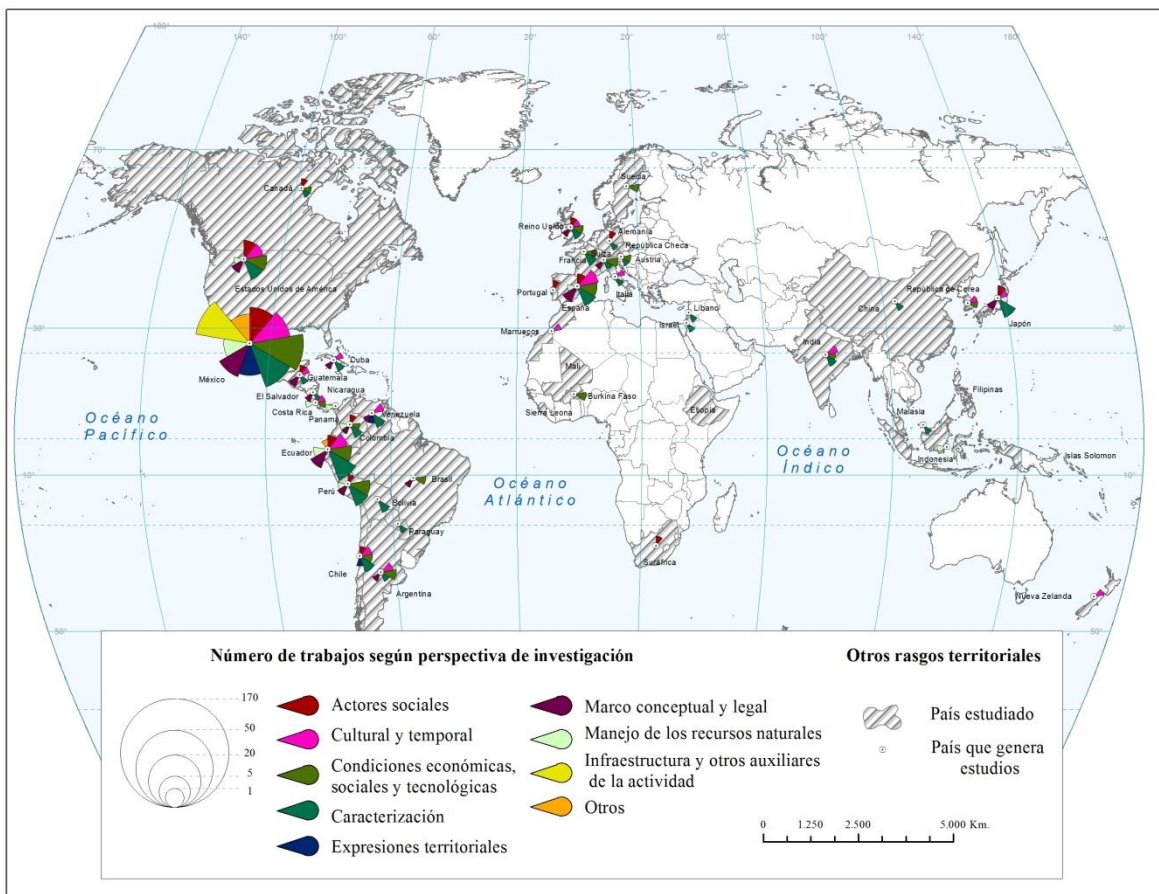 180°
180°
140°
100°
60°
20°
20°
60°
100°
140°
70°
70°
Canadá
Suecia
Reino Unido
Alemania
República Checa
Francia
Suiza
Austria
Estados Unidos de América
Portugal
España
Italia
República de Corea
China
Japón
Líbano
Israel
30°
30°
Marruecos
India
México
Cuba
Guatemala
Mali
Nicaragua
El Salvador
Burkina Faso
Filipinas
Costa Rica
Sierra Leona
Etiopía
Panamá
Venezuela
Malasia
Océano
Pacífico
Colombia
Océano
Índico
Ecuador
Indonesia
Islas Solomon
10°
10°
Océano
Atlántico
Perú
Brasil
Bolivia
Paraguay
Suráfrica
Chile
Argentina
Nueva Zelanda
50°
50°
Número de trabajos según perspectiva de investigación
170
50
20
5
1
Actores sociales
Cultural y temporal
Condiciones económicas,
sociales y tecnológicas
Caracterización
Expresiones territoriales
Marco conceptual y legal
Manejo de los recursos naturales
Infraestructura y otros auxiliares
de la actividad
Otros
Otros rasgos territoriales
País estudiado
País que genera
estudios
0 1.250 2.500 5.000 Km.